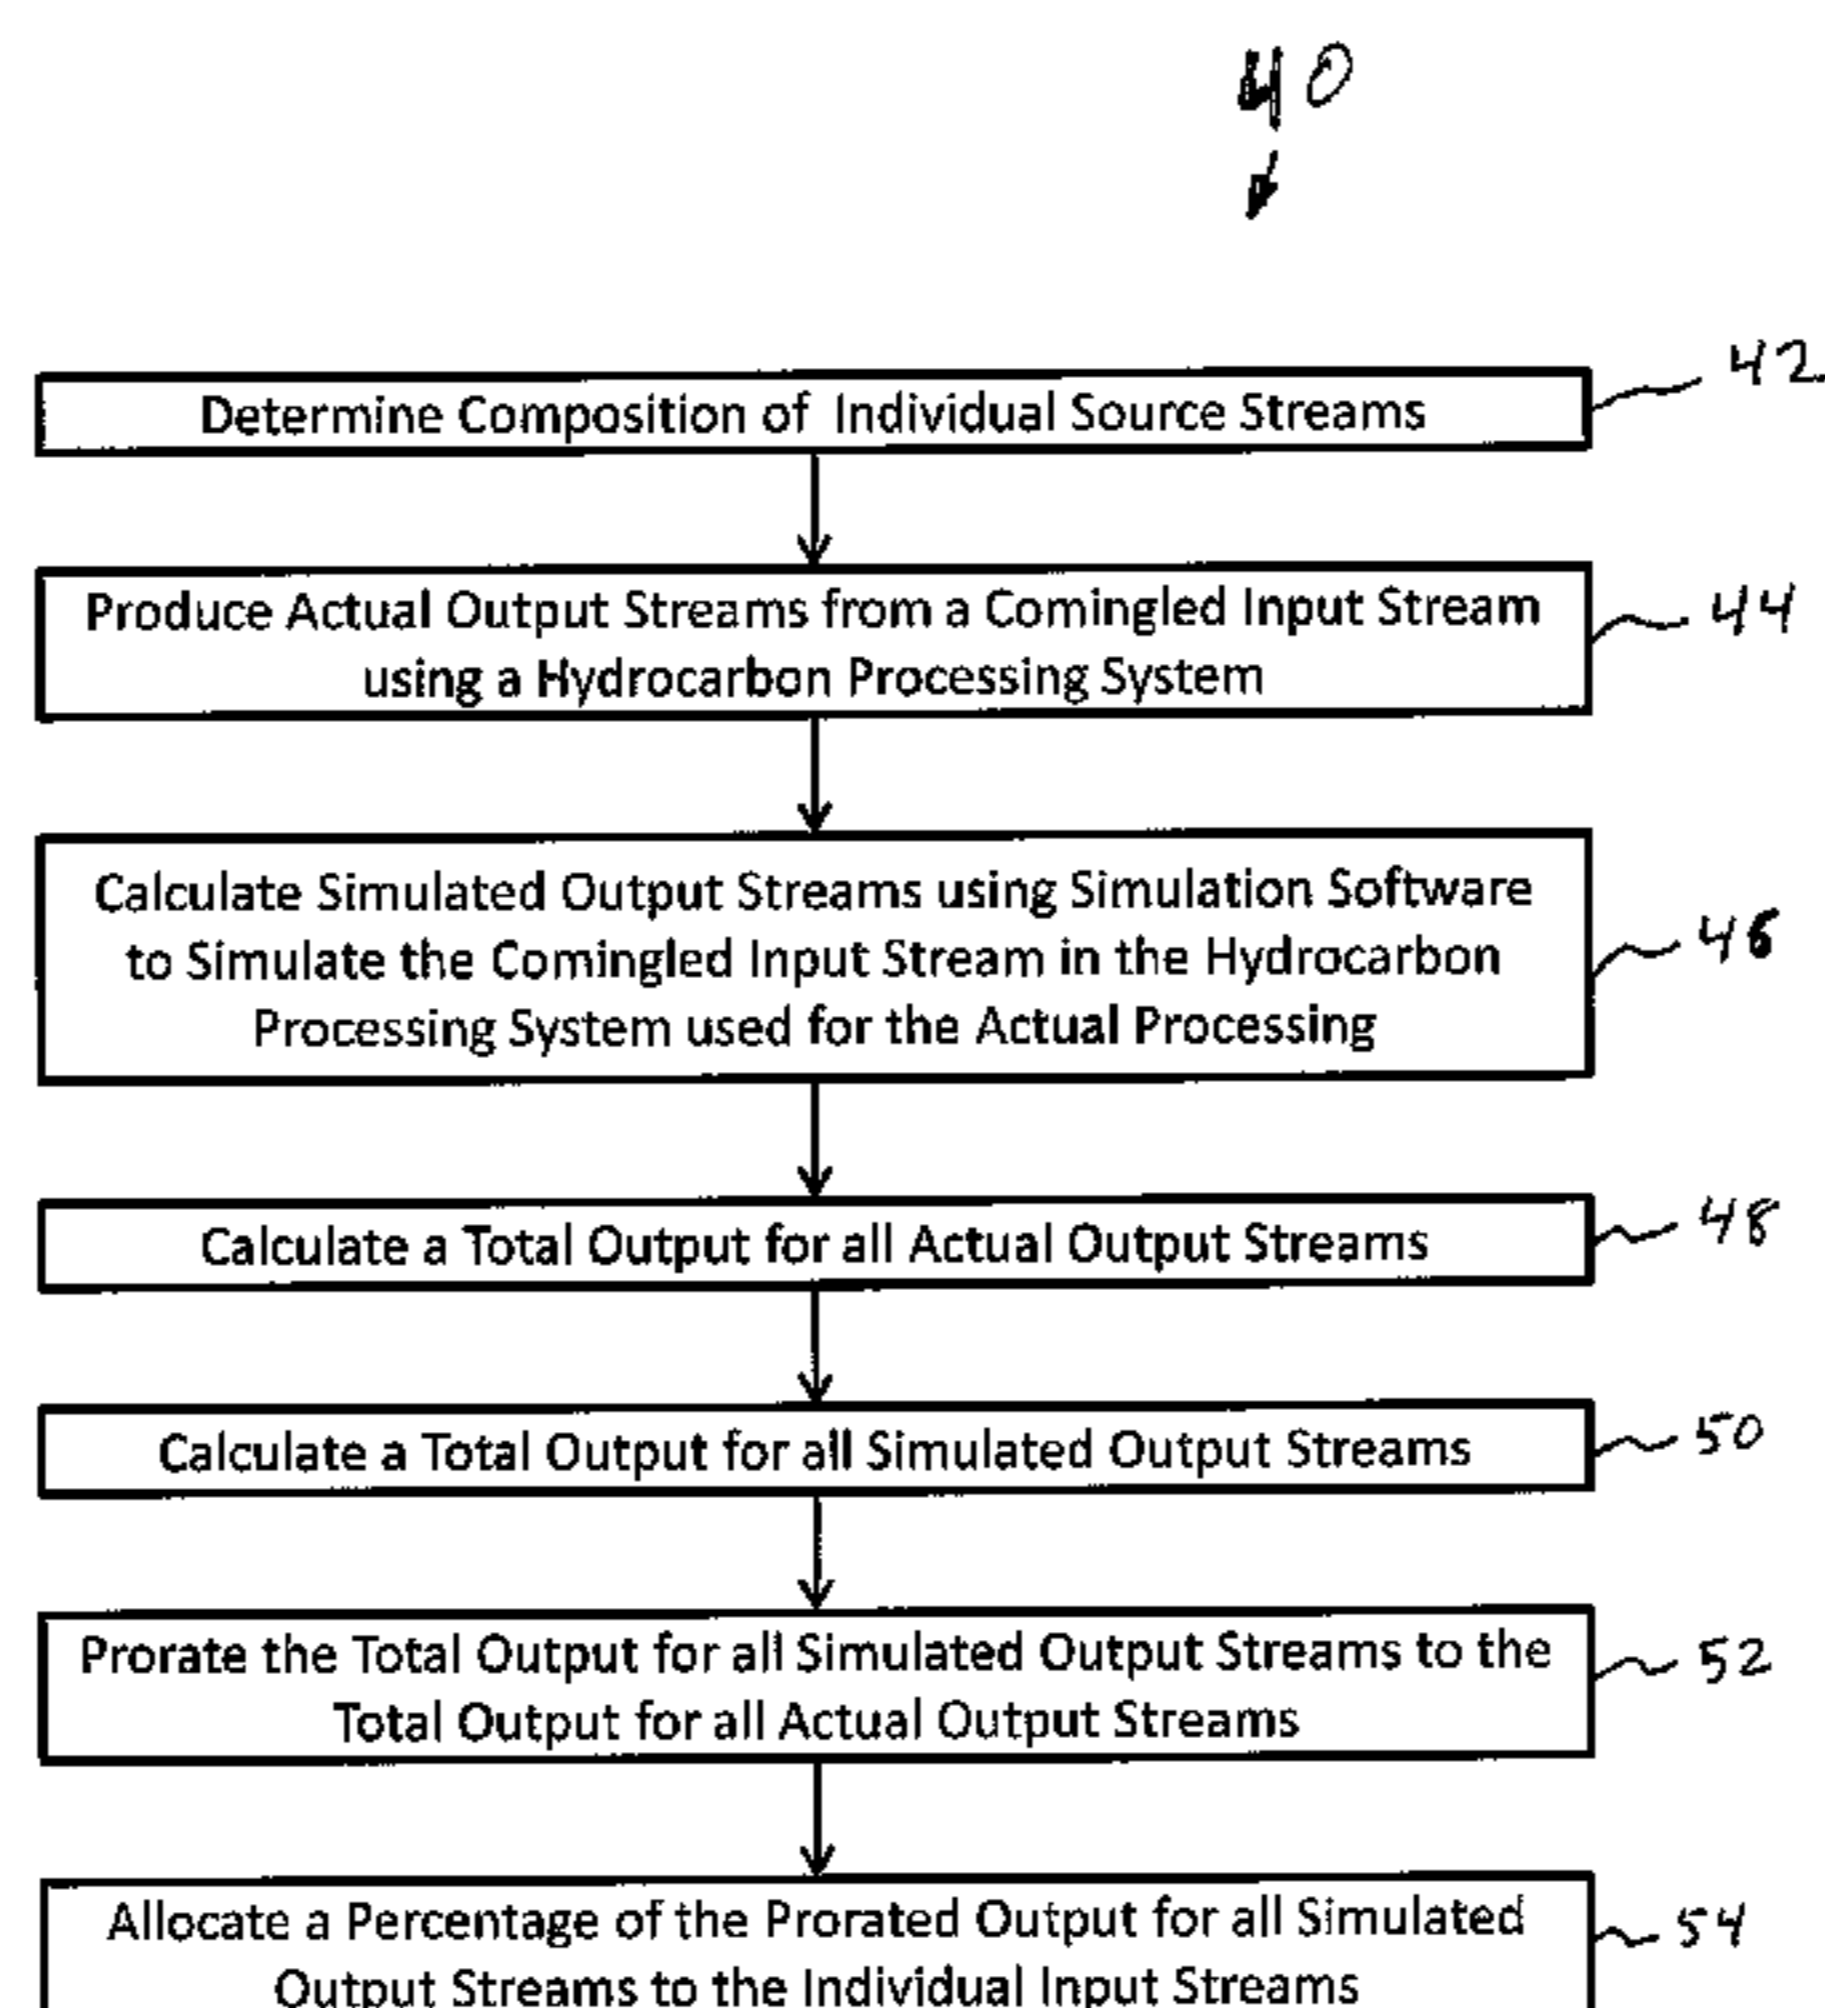 40
Determine Composition of Individual Source Streams
42
Produce Actual Output Streams from a Comingled Input Stream
using a Hydrocarbon Processing System
44
Calculate Simulated Output Streams using Simulation Software
to Simulate the Comingled Input Stream in the Hydrocarbon
Processing System used for the Actual Processing
46
Calculate a Total Output for all Actual Output Streams
48
Calculate a Total Output for all Simulated Output Streams
50
Prorate the Total Output for all Simulated Output Streams to the
Total Output for all Actual Output Streams
52
Allocate a Percentage of the Prorated Output for all Simulated
Output Streams to the Individual Input Streams
54